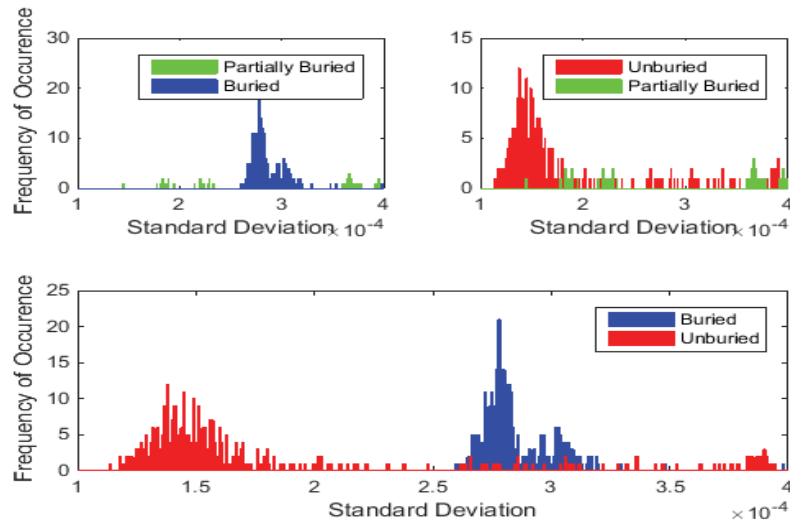 30
20
10
0
Frequency of Occurence
Partially Buried
Buried
1 2 3 4
Standard Deviation
× 10⁻⁴
15
10
5
0
Unburied
Partially Buried
1 2 3 4
Standard Deviation
× 10⁻⁴
25
20
15
10
5
0
Frequency of Occurence
Buried
Unburied
1 1.5 2 2.5 3 3.5 4
Standard Deviation
× 10⁻⁴